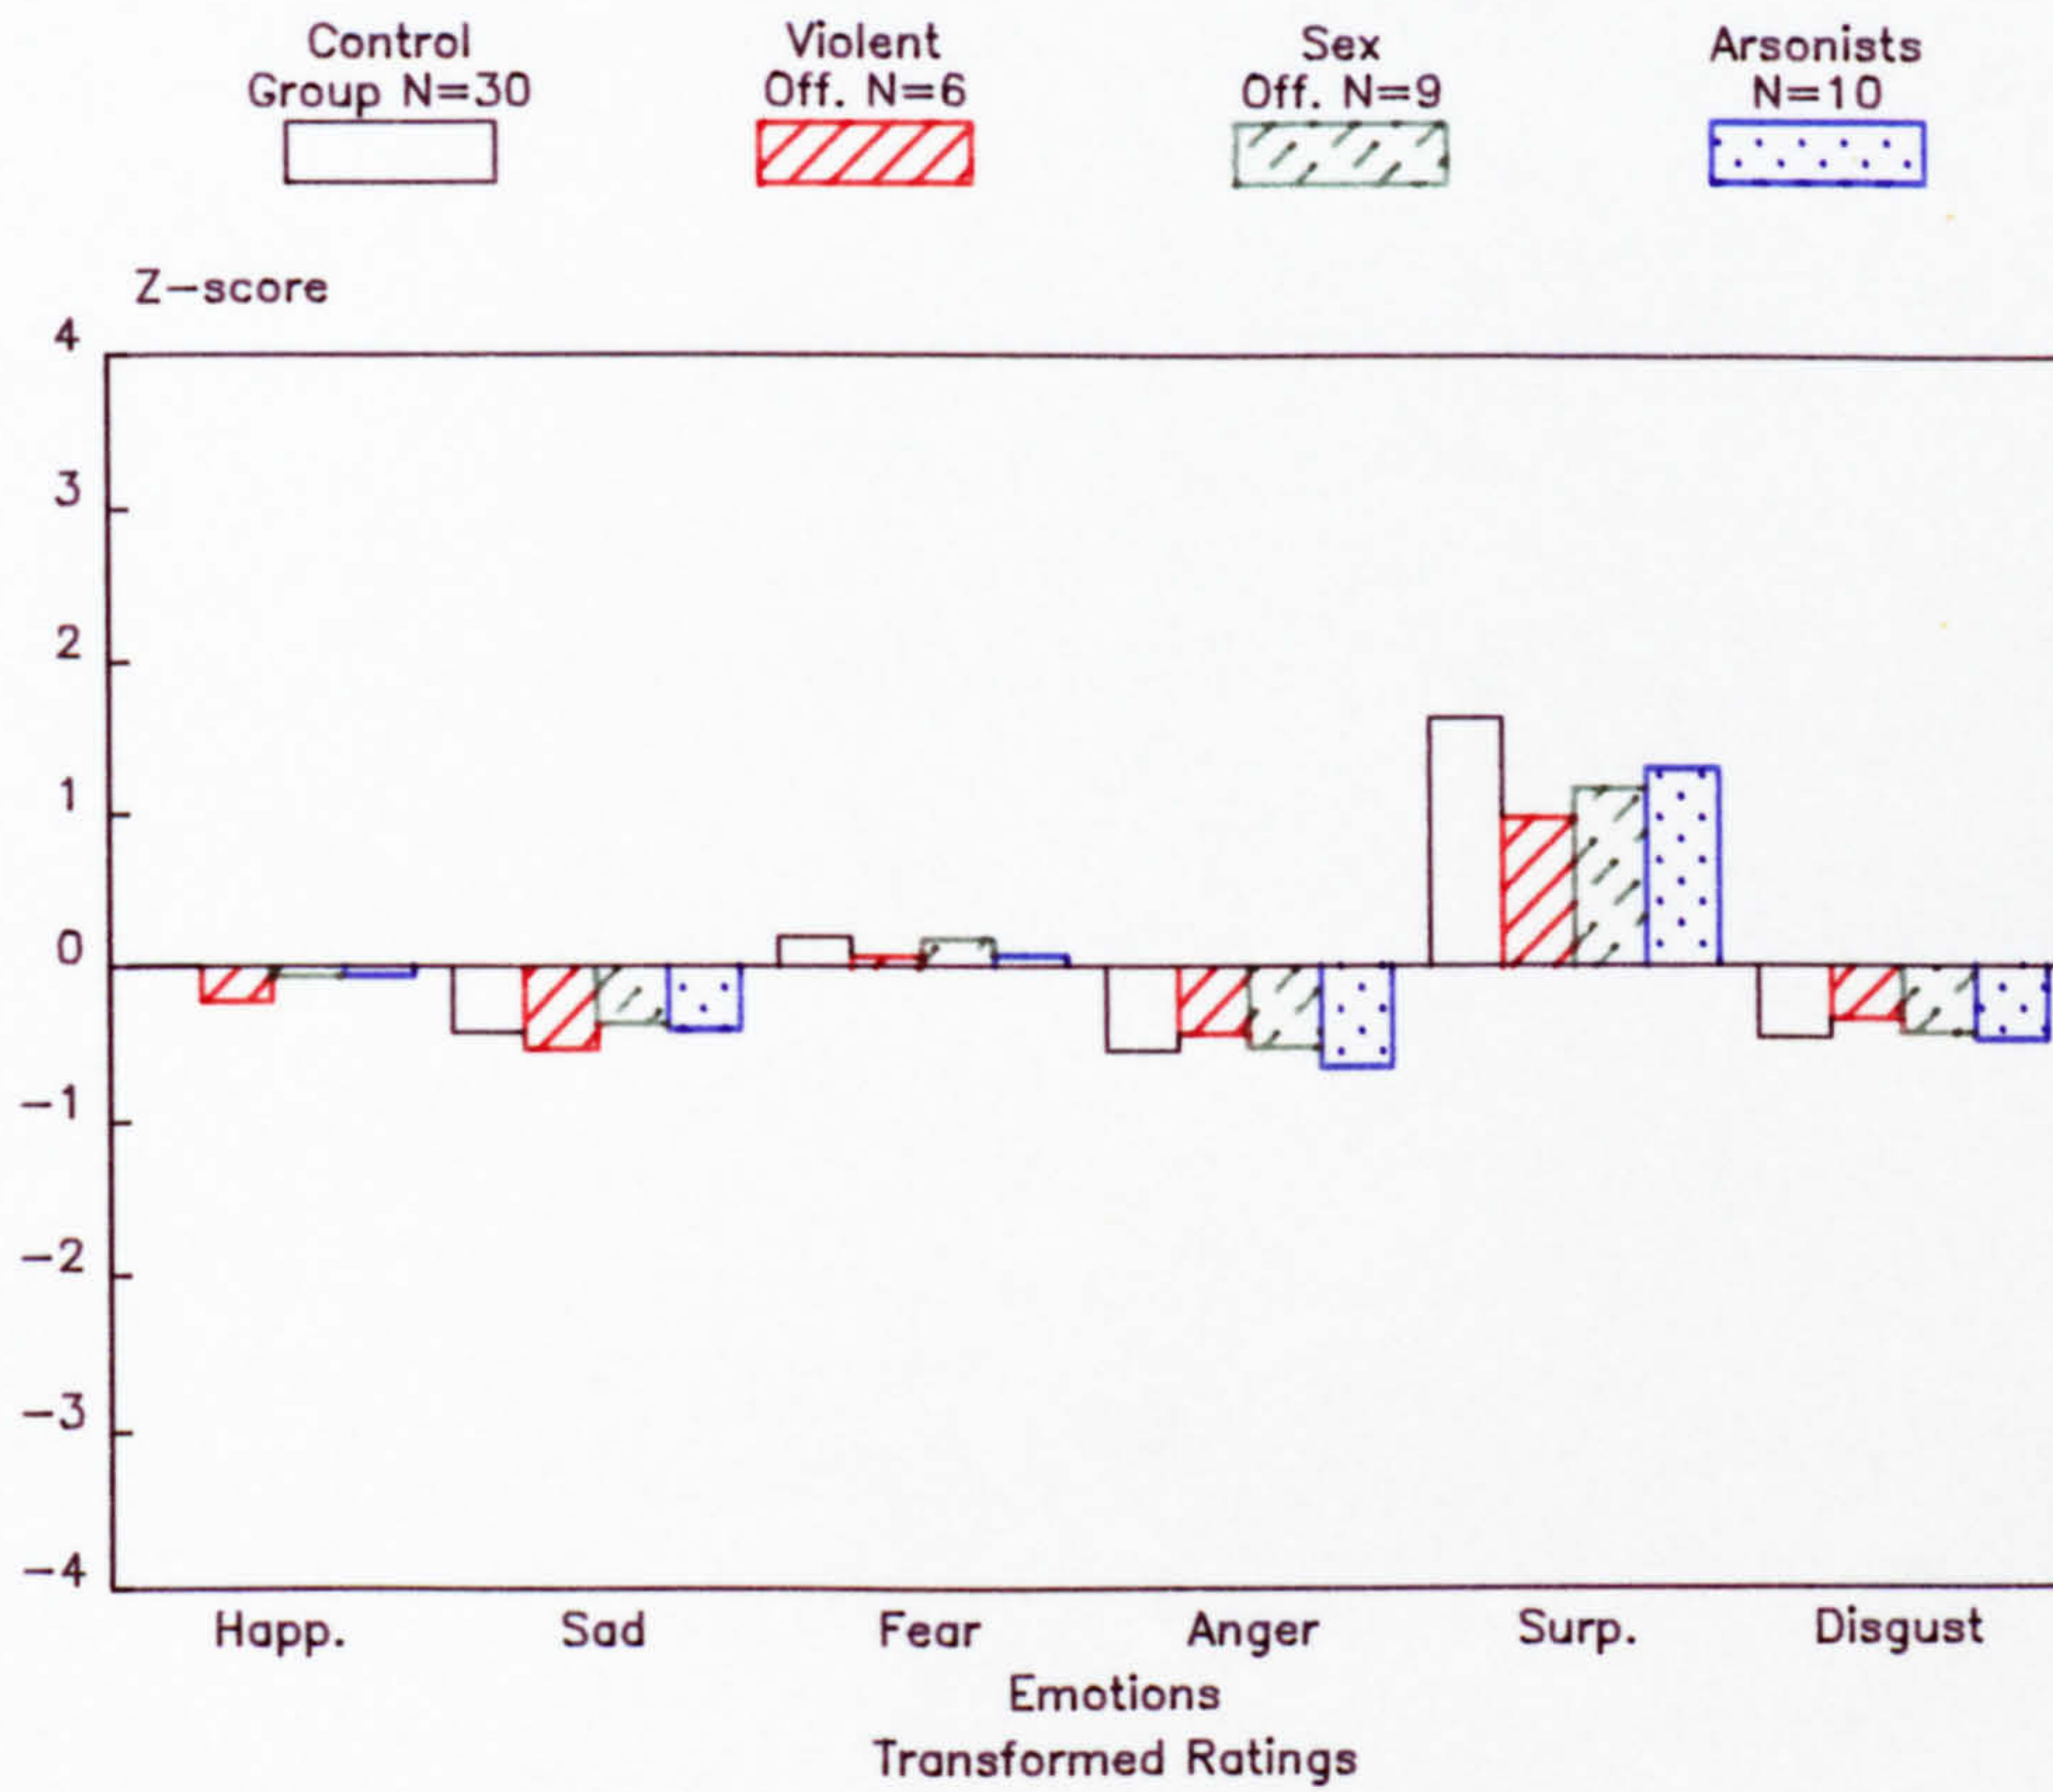 Control
Group N=30
Violent
Off. N=6
Sex
Off. N=9
Arsonists
N=10
Z-score
4
3
2
1
0
-1
-2
-3
-4
Happ. Sad Fear Anger Surp. Disgust
Emotions
Transformed Ratings